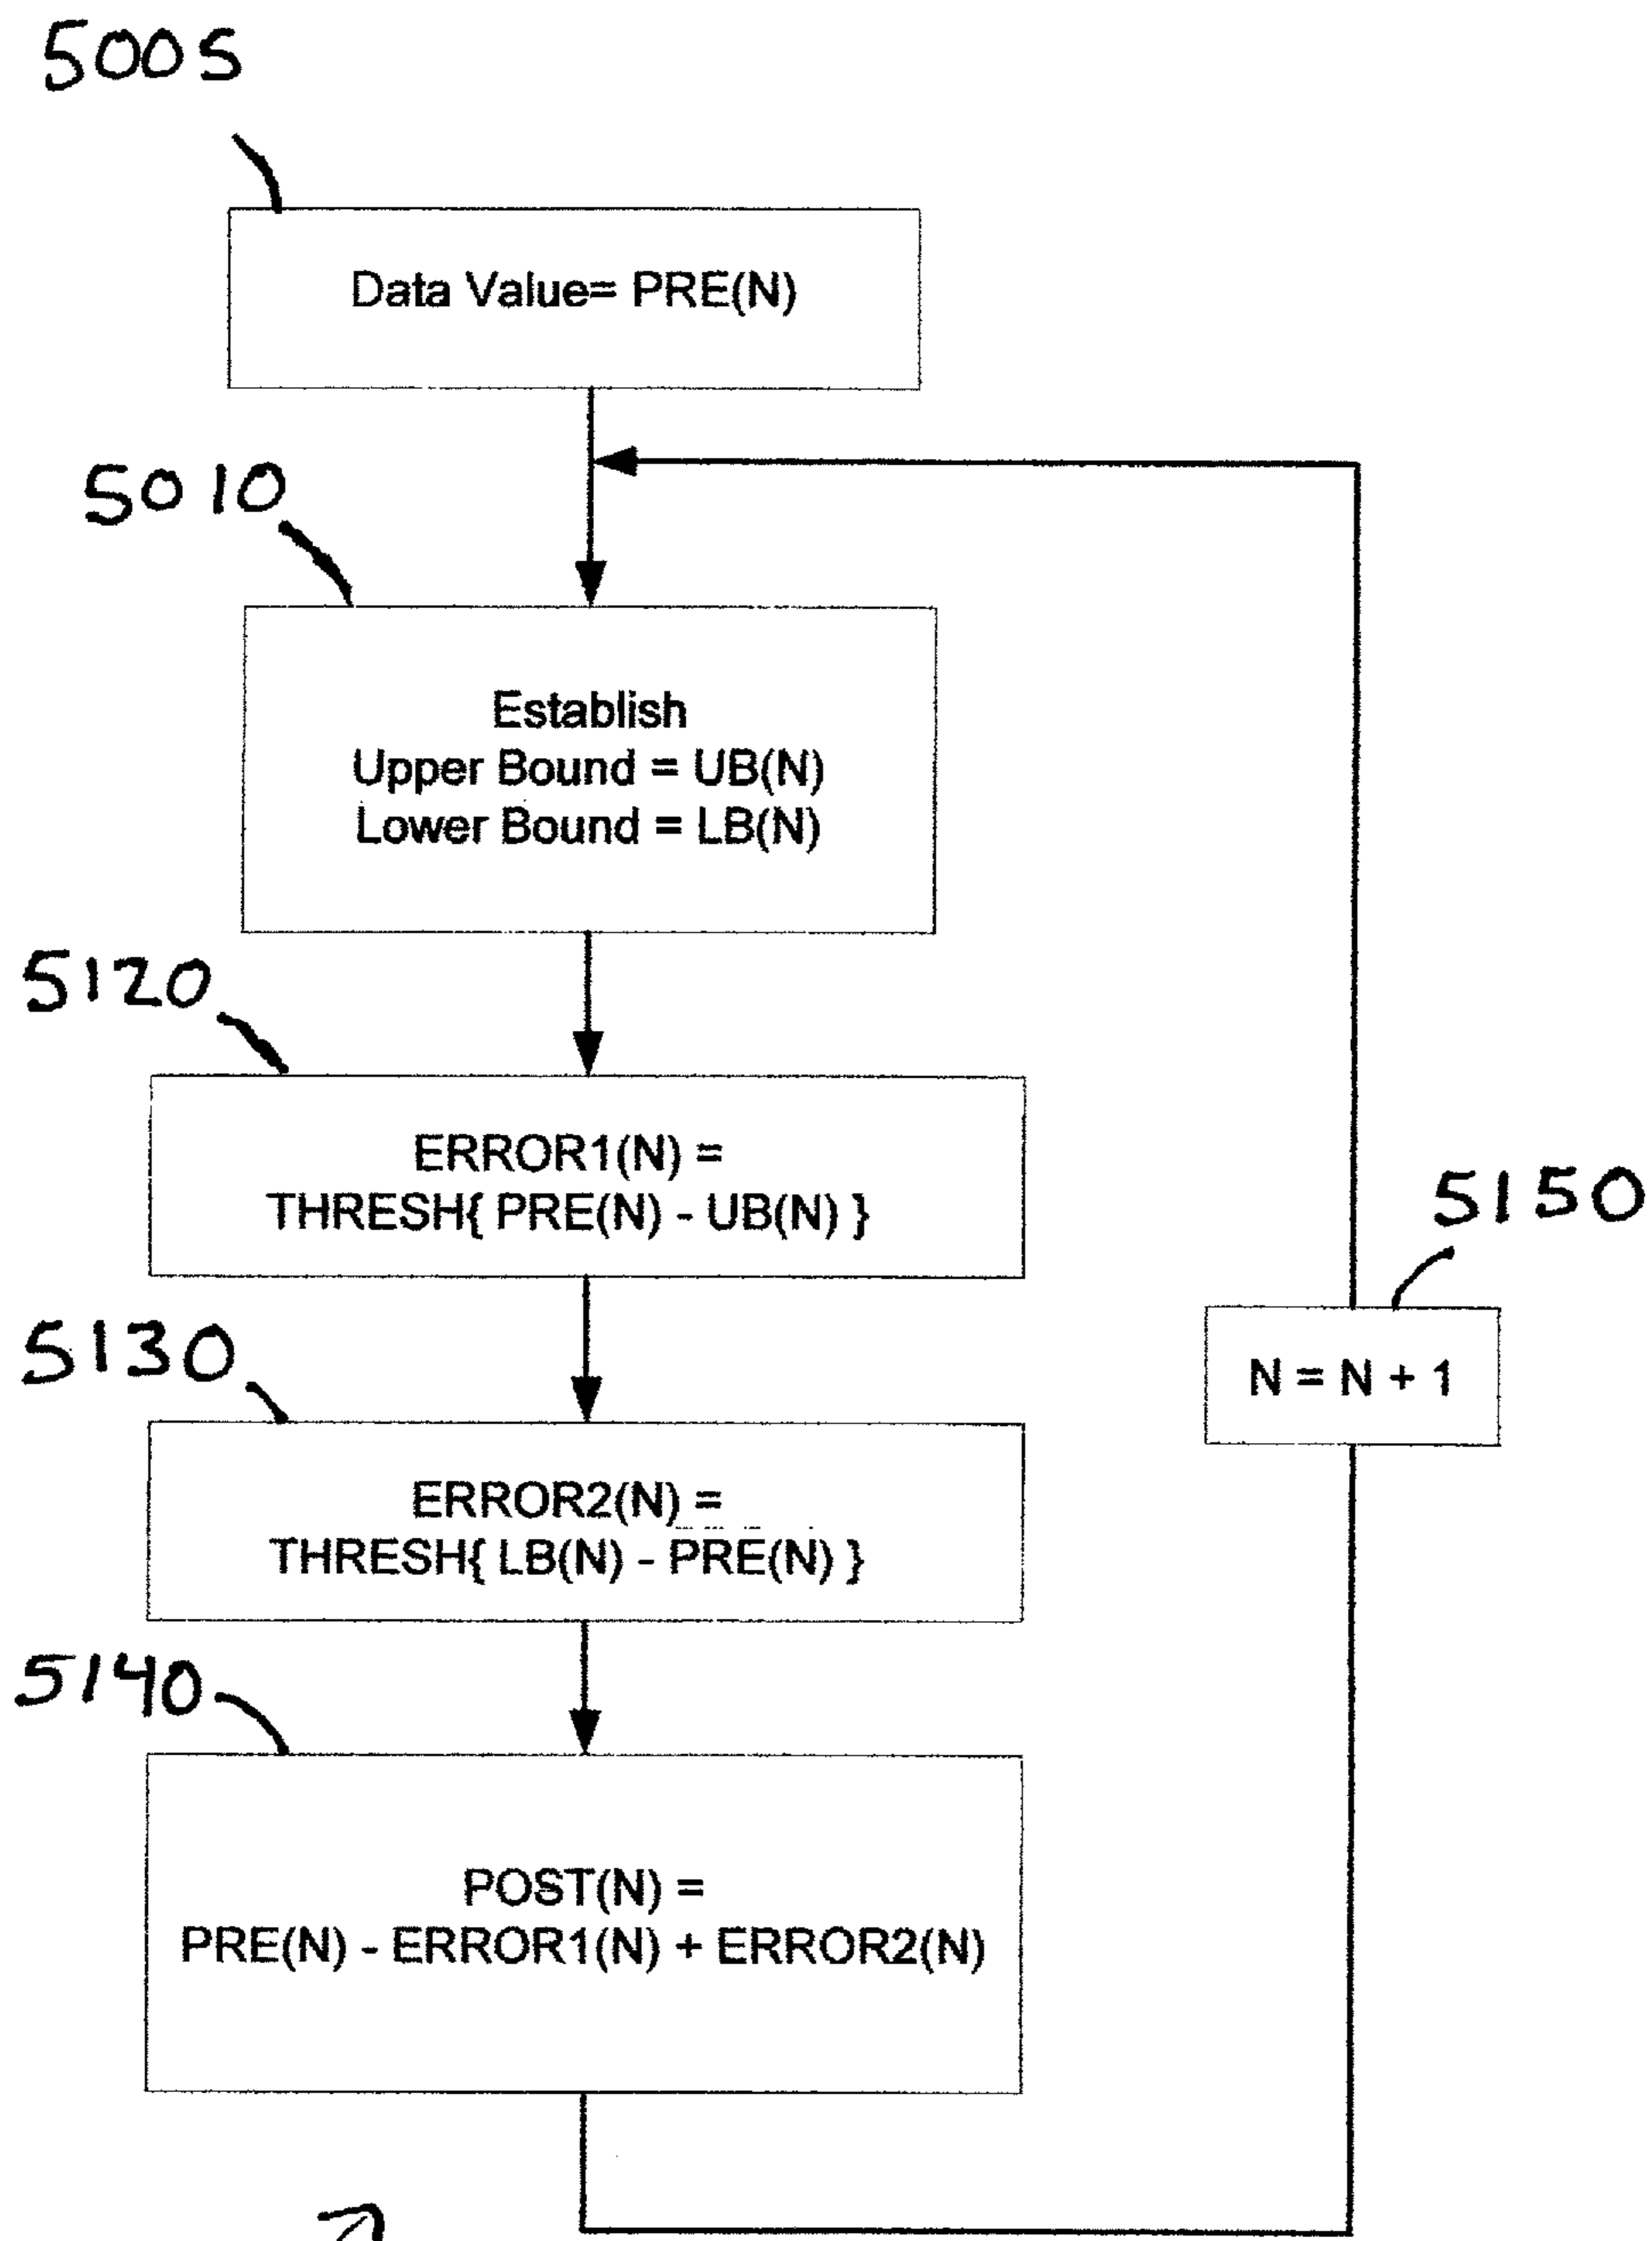 5005
Data Value= PRE(N)
5010
Establish
Upper Bound = UB(N)
Lower Bound = LB(N)
5120
ERROR1(N) =
THRESH{ PRE(N) - UB(N) }
5150
N = N + 1
5130
ERROR2(N) =
THRESH{ LB(N) - PRE(N) }
5140
POST(N) =
PRE(N) - ERROR1(N) + ERROR2(N)